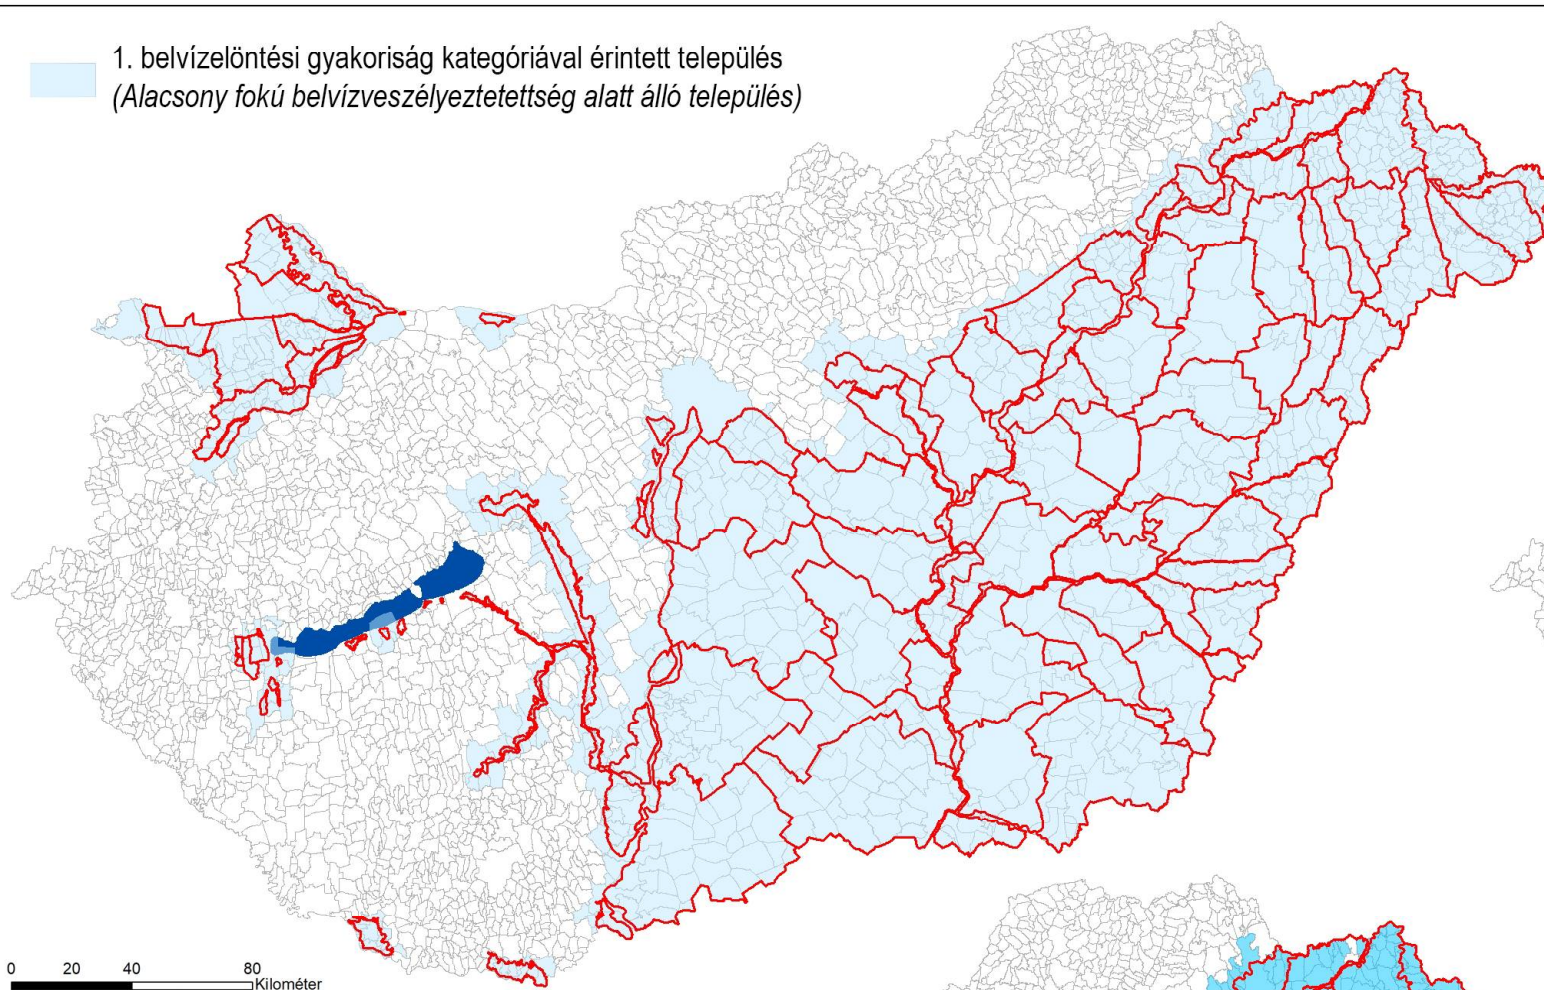 1. belvízelöntési gyakoriság kategóriával érintett település
(Alacsony fokú belvízveszélyeztetettség alatt álló település)
0 20 40 80
Kilométer